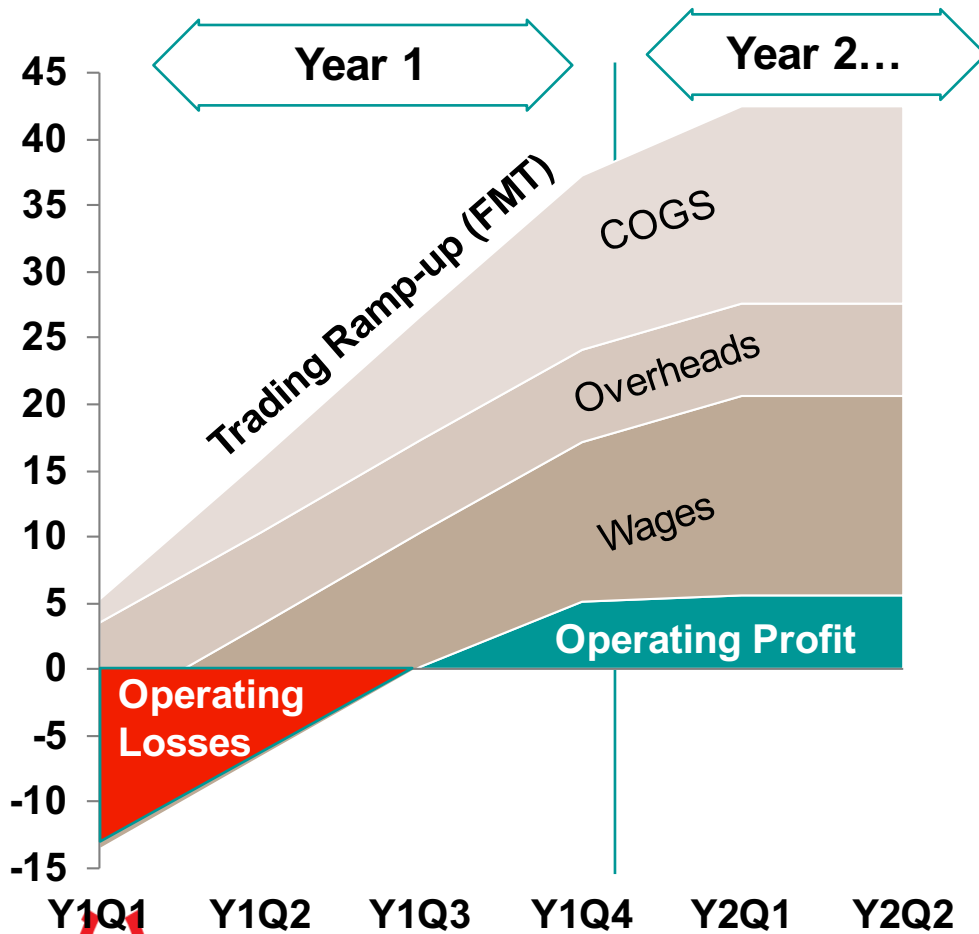 Year 1
Year 2...
45
40
35
30
25
20
15
10
5
0
-5
-10
-15
Trading Ramp-up (FMT)
COGS
Overheads
Wages
Operating Profit
Operating
Losses
Y1Q1 Y1Q2 Y1Q3 Y1Q4 Y2Q1 Y2Q2